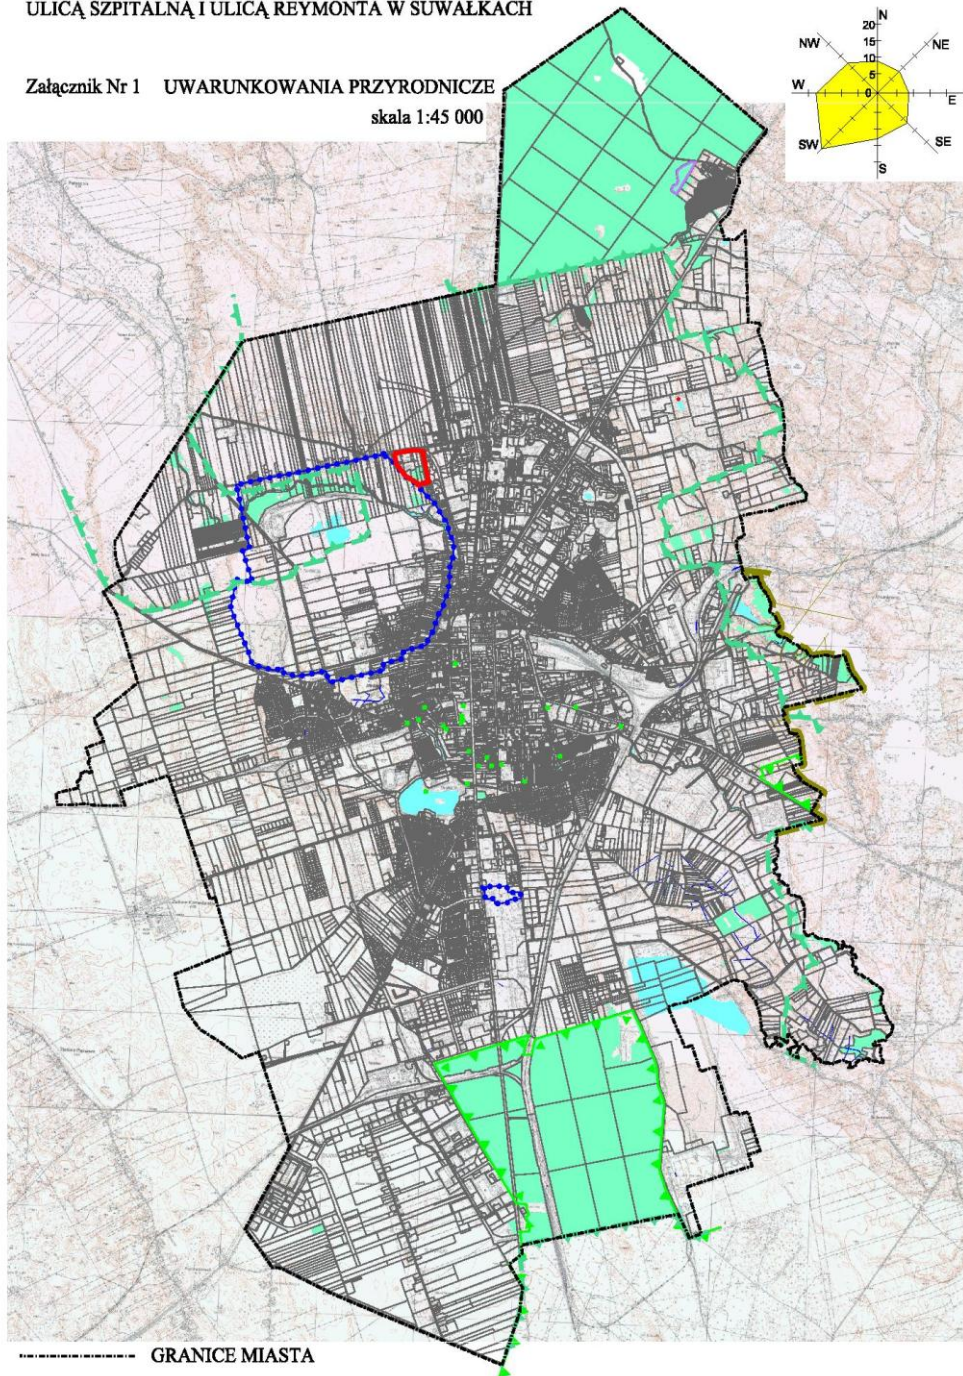 ULICĄ SZPITALNĄ I ULICĄ REYMONTA W SUWAŁKACH
Załącznik Nr 1 UWARUNKOWANIA PRZYRODNICZE
skala 1:45 000
N
NE
E
SE
S
SW
W
NW
20
15
10
5
0
GRANICE MIASTA